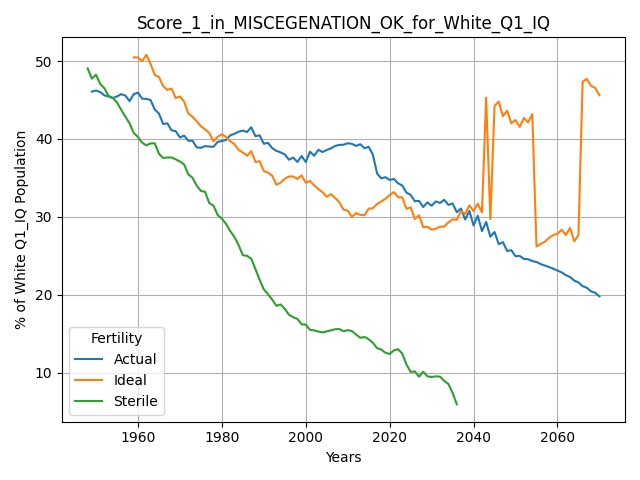 Score_1_in_MISCEGENATION_OK_for_White_Q1_IQ
% of White Q1_IQ Population
50
40
30
20
10
Fertility
Actual
Ideal
Sterile
1960 1980 2000 2020 2040 2060
Years